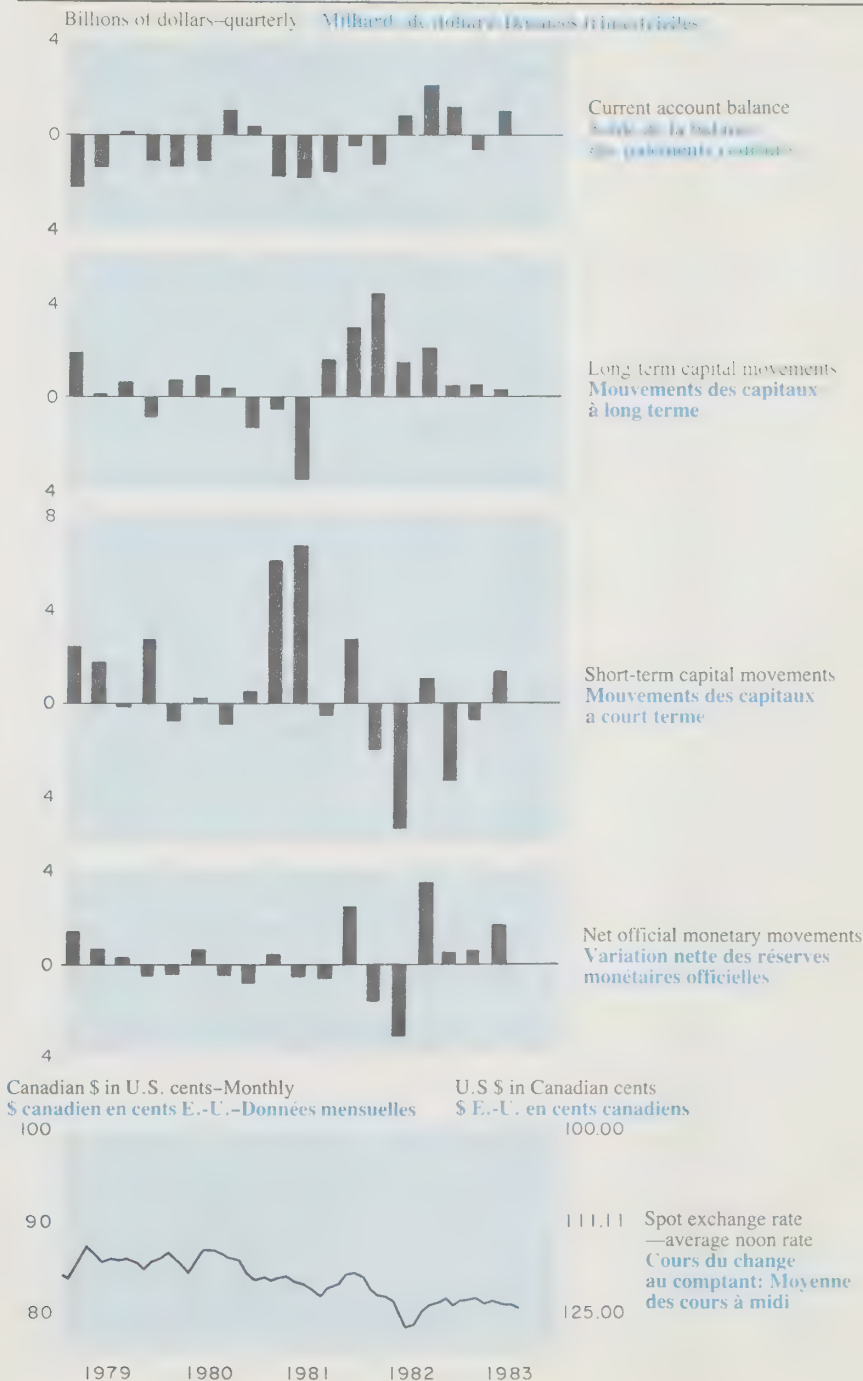 Billions of dollars–quarterly
4
0
4
Current account balance
4
0
4
Long term capital movements
Mouvements des capitaux
à long terme
8
4
0
4
Short-term capital movements
Mouvements des capitaux
a court terme
4
0
4
Net official monetary movements
Variation nette des réserves
monétaires officielles
Canadian $ in U.S. cents–Monthly
$ canadien en cents E.-U.–Données mensuelles
U.S $ in Canadian cents
$ E.-U. en cents canadiens
100
90
80
100.00
111.11
125.00
Spot exchange rate
—average noon rate
Cours du change
au comptant: Moyenne
des cours à midi
1979 1980 1981 1982 1983